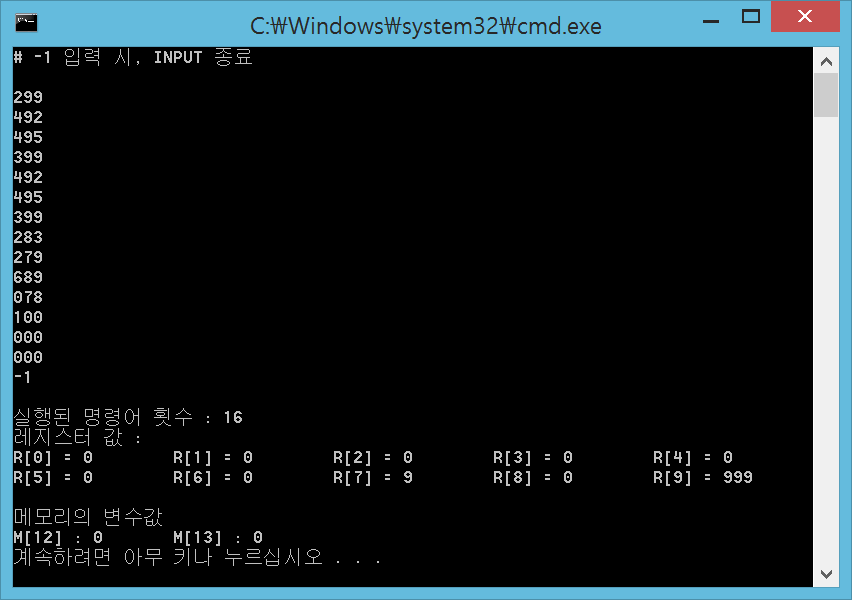 C:₩Windows₩system32₩cmd.exe
# -1 입력 시, INPUT 종료
299
492
495
399
492
495
399
283
279
689
078
100
000
000
-1
실행된 명령어 횟수 : 16
레지스터 값 :
R[0] = 0 R[1] = 0 R[2] = 0 R[3] = 0 R[4] = 0
R[5] = 0 R[6] = 0 R[7] = 9 R[8] = 0 R[9] = 999
메모리의 변수값
M[12] : 0 M[13] : 0
계속하려면 아무 키나 누르십시오 . . .